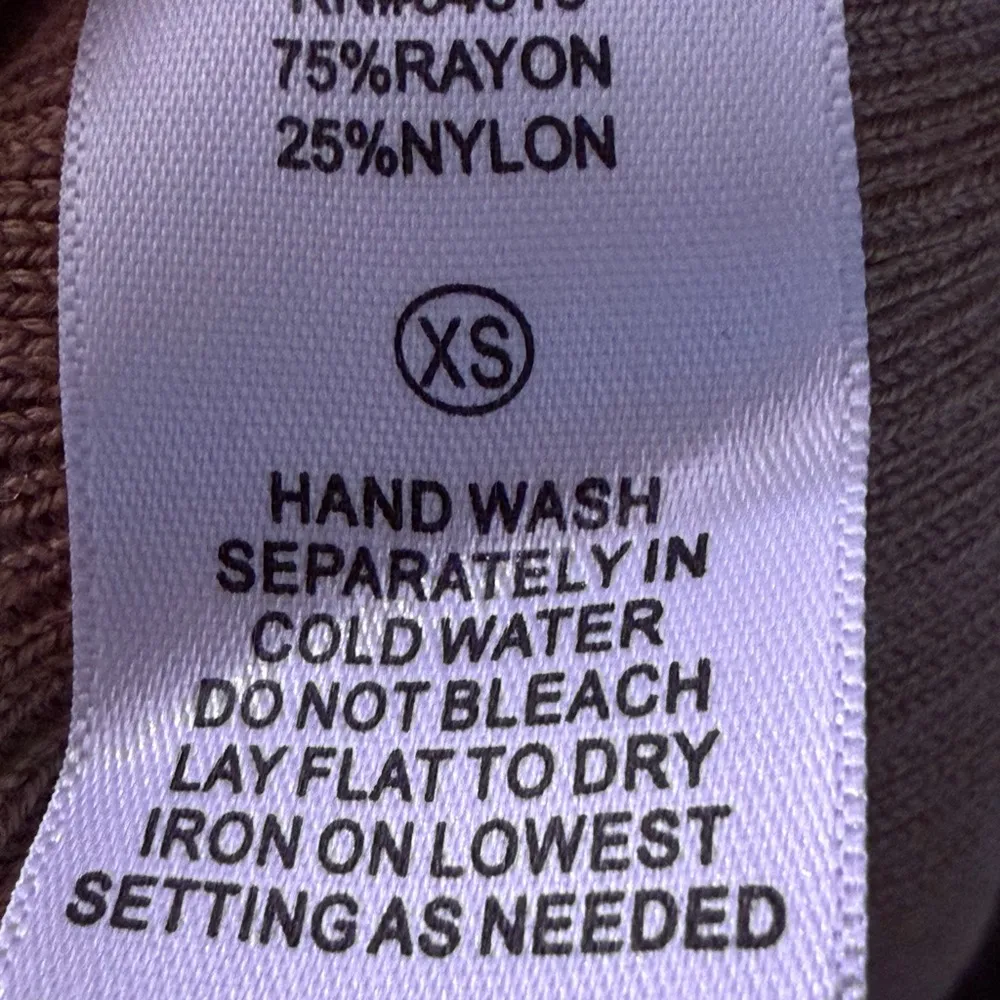 75%RAYON
25%NYLON
XS
HAND WASH
SEPARATELY IN
COLD WATER
DO NOT BLEACH
LAY FLAT TO DRY
IRON ON LOWEST
SETTING AS NEEDED